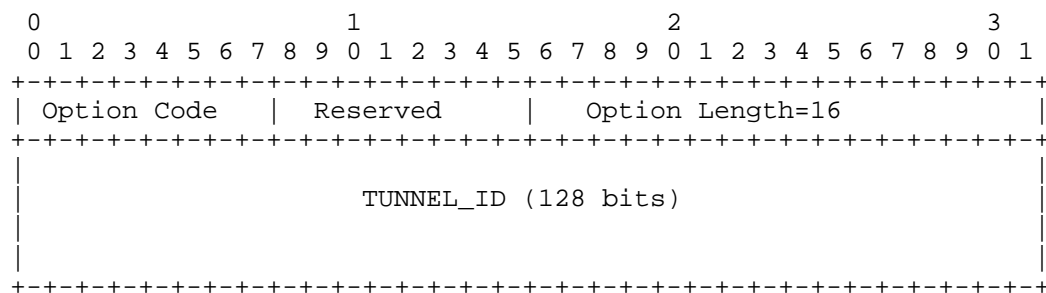 0                   1                   2                   3
 0 1 2 3 4 5 6 7 8 9 0 1 2 3 4 5 6 7 8 9 0 1 2 3 4 5 6 7 8 9 0 1
+-+-+-+-+-+-+-+-+-+-+-+-+-+-+-+-+-+-+-+-+-+-+-+-+-+-+-+-+-+-+-+-+
| Option Code   |  Reserved     |   Option Length=16            |
+-+-+-+-+-+-+-+-+-+-+-+-+-+-+-+-+-+-+-+-+-+-+-+-+-+-+-+-+-+-+-+-+
|                                                               |
|                     TUNNEL_ID (128 bits)                      |
|                                                               |
|                                                               |
+-+-+-+-+-+-+-+-+-+-+-+-+-+-+-+-+-+-+-+-+-+-+-+-+-+-+-+-+-+-+-+-+